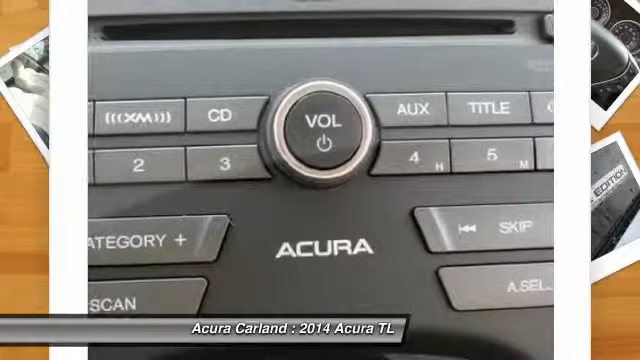 XM CD VOL AUX TITLE
2 3 4 H 5 M
ATEGORY + ACURA SKIP
SCAN A.SEL.
EDITION
Acura Carland : 2014 Acura TL